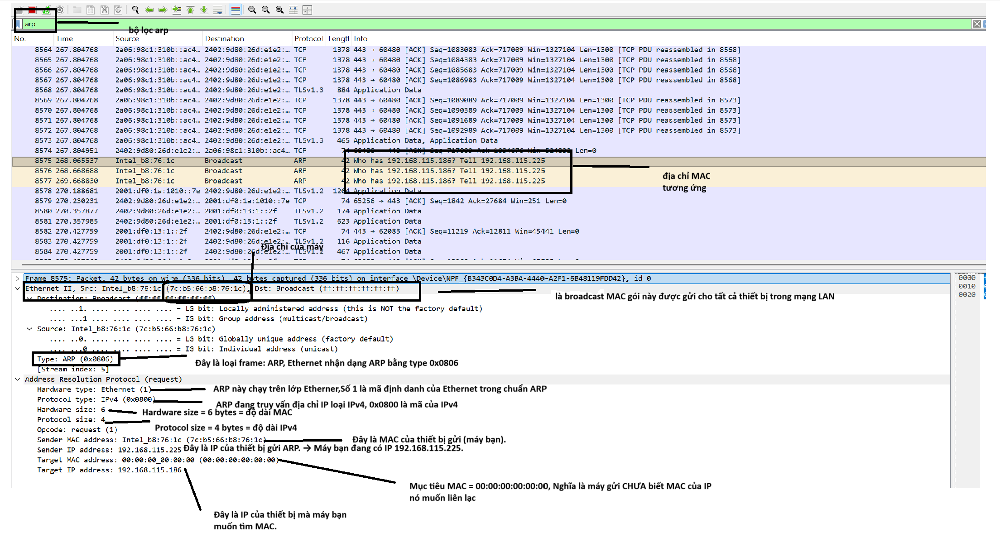 arp
bộ lọc arp
No. Time Source Destination Protocol Length Info
8564 267.804768 2a06:98c1:310b::ac4… 2402:9d80:26d:e1e2:… TCP 1378 443 → 60480 [ACK] Seq=1083083 Ack=717009 Win=1327104 Len=1300 [TCP PDU reassembled in 8568]
8565 267.804768 2a06:98c1:310b::ac4… 2402:9d80:26d:e1e2:… TCP 1378 443 → 60480 [ACK] Seq=1084383 Ack=717009 Win=1327104 Len=1300 [TCP PDU reassembled in 8568]
8566 267.804768 2a06:98c1:310b::ac4… 2402:9d80:26d:e1e2:… TCP 1378 443 → 60480 [ACK] Seq=1085683 Ack=717009 Win=1327104 Len=1300 [TCP PDU reassembled in 8568]
8567 267.804768 2a06:98c1:310b::ac4… 2402:9d80:26d:e1e2:… TCP 1378 443 → 60480 [ACK] Seq=1086983 Ack=717009 Win=1327104 Len=1300 [TCP PDU reassembled in 8568]
8568 267.804768 2a06:98c1:310b::ac4… 2402:9d80:26d:e1e2:… TLSv1.3 884 Application Data
8569 267.804768 2a06:98c1:310b::ac4… 2402:9d80:26d:e1e2:… TCP 1378 443 → 60480 [ACK] Seq=1089089 Ack=717009 Win=1327104 Len=1300 [TCP PDU reassembled in 8573]
8570 267.804768 2a06:98c1:310b::ac4… 2402:9d80:26d:e1e2:… TCP 1378 443 → 60480 [ACK] Seq=1090389 Ack=717009 Win=1327104 Len=1300 [TCP PDU reassembled in 8573]
8571 267.804768 2a06:98c1:310b::ac4… 2402:9d80:26d:e1e2:… TCP 1378 443 → 60480 [ACK] Seq=1091689 Ack=717009 Win=1327104 Len=1300 [TCP PDU reassembled in 8573]
8572 267.804768 2a06:98c1:310b::ac4… 2402:9d80:26d:e1e2:… TCP 1378 443 → 60480 [ACK] Seq=1092989 Ack=717009 Win=1327104 Len=1300 [TCP PDU reassembled in 8573]
8573 267.804768 2a06:98c1:310b::ac4… 2402:9d80:26d:e1e2:… TLSv1.3 465 Application Data, Application Data
8574 267.804951 2402:9d80:26d:e1e2:… 2a06:98c1:310b::ac4… TCP 74 60480 → 443 [ACK] Seq=717009 Ack=1094676 Win=524032 Len=0
8575 268.065537 Intel_b8:76:1c Broadcast ARP 42 Who has 192.168.115.186? Tell 192.168.115.225
8576 268.668688 Intel_b8:76:1c Broadcast ARP 42 Who has 192.168.115.186? Tell 192.168.115.225
8577 269.668830 Intel_b8:76:1c Broadcast ARP 42 Who has 192.168.115.186? Tell 192.168.115.225
địa chỉ MAC
tương ứng
8578 270.188681 2001:df0:1a:1010::7e 2402:9d80:26d:e1e2:… TLSv1.2 1264 Application Data
8579 270.230231 2402:9d80:26d:e1e2:… 2001:df0:1a:1010::7e TCP 74 65256 → 443 [ACK] Seq=1842 Ack=27684 Win=251 Len=0
8580 270.357877 2402:9d80:26d:e1e2:… 2001:df0:13:1::2f TLSv1.2 174 Application Data
8581 270.357985 2402:9d80:26d:e1e2:… 2001:df0:13:1::2f TLSv1.2 623 Application Data
8582 270.427759 2001:df0:13:1::2f 2402:9d80:26d:e1e2:… TCP 74 443 → 62083 [ACK] Seq=11219 Ack=12811 Win=45441 Len=0
8583 270.427759 2001:df0:13:1::2f 2402:9d80:26d:e1e2:… TLSv1.2 116 Application Data
Địa chỉ của máy
8584 270.427759 2001:df0:13:1::2f 2402:9d80:26d:e1e2:… TLSv1.2 467 Application Data
Frame 8575: Packet, 42 bytes on wire (336 bits), 42 bytes captured (336 bits) on interface \Device\NPF_{B343C0D4-A3BA-4440-A2F1-6B48119FDD42}, id 0
Ethernet II, Src: Intel_b8:76:1c (7c:b5:66:b8:76:1c), Dst: Broadcast (ff:ff:ff:ff:ff:ff)
là broadcast MAC gói này được gửi cho tất cả thiết bị trong mạng LAN
Destination: Broadcast (ff:ff:ff:ff:ff:ff)
.... ..1. .... .... .... .... = LG bit: Locally administered address (this is NOT the factory default)
.... ...1 .... .... .... .... = IG bit: Group address (multicast/broadcast)
Source: Intel_b8:76:1c (7c:b5:66:b8:76:1c)
.... ..0. .... .... .... .... = LG bit: Globally unique address (factory default)
.... ...0 .... .... .... .... = IG bit: Individual address (unicast)
Type: ARP (0x0806)
Đây là loại frame: ARP, Ethernet nhận dạng ARP bằng type 0x0806
[Stream index: 5]
Address Resolution Protocol (request)
Hardware type: Ethernet (1)
ARP này chạy trên lớp Etherner,Số 1 là mã định danh của Ethernet trong chuẩn ARP
Protocol type: IPv4 (0x0800)
ARP đang truy vấn địa chỉ IP loại IPv4, 0x0800 là mã của IPv4
Hardware size: 6
Hardware size = 6 bytes = độ dài MAC
Protocol size: 4
Protocol size = 4 bytes = độ dài IPv4
Opcode: request (1)
Sender MAC address: Intel_b8:76:1c (7c:b5:66:b8:76:1c)
Đây là MAC của thiết bị gửi (máy bạn).
Sender IP address: 192.168.115.225
Đây là IP của thiết bị gửi ARP. → Máy bạn đang có IP 192.168.115.225.
Target MAC address: 00:00:00_00:00:00 (00:00:00:00:00:00)
Target IP address: 192.168.115.186
Mục tiêu MAC = 00:00:00:00:00:00, Nghĩa là máy gửi CHƯA biết MAC của IP
nó muốn liên lạc
Đây là IP của thiết bị mà máy bạn
muốn tìm MAC.
0000
0010
0020